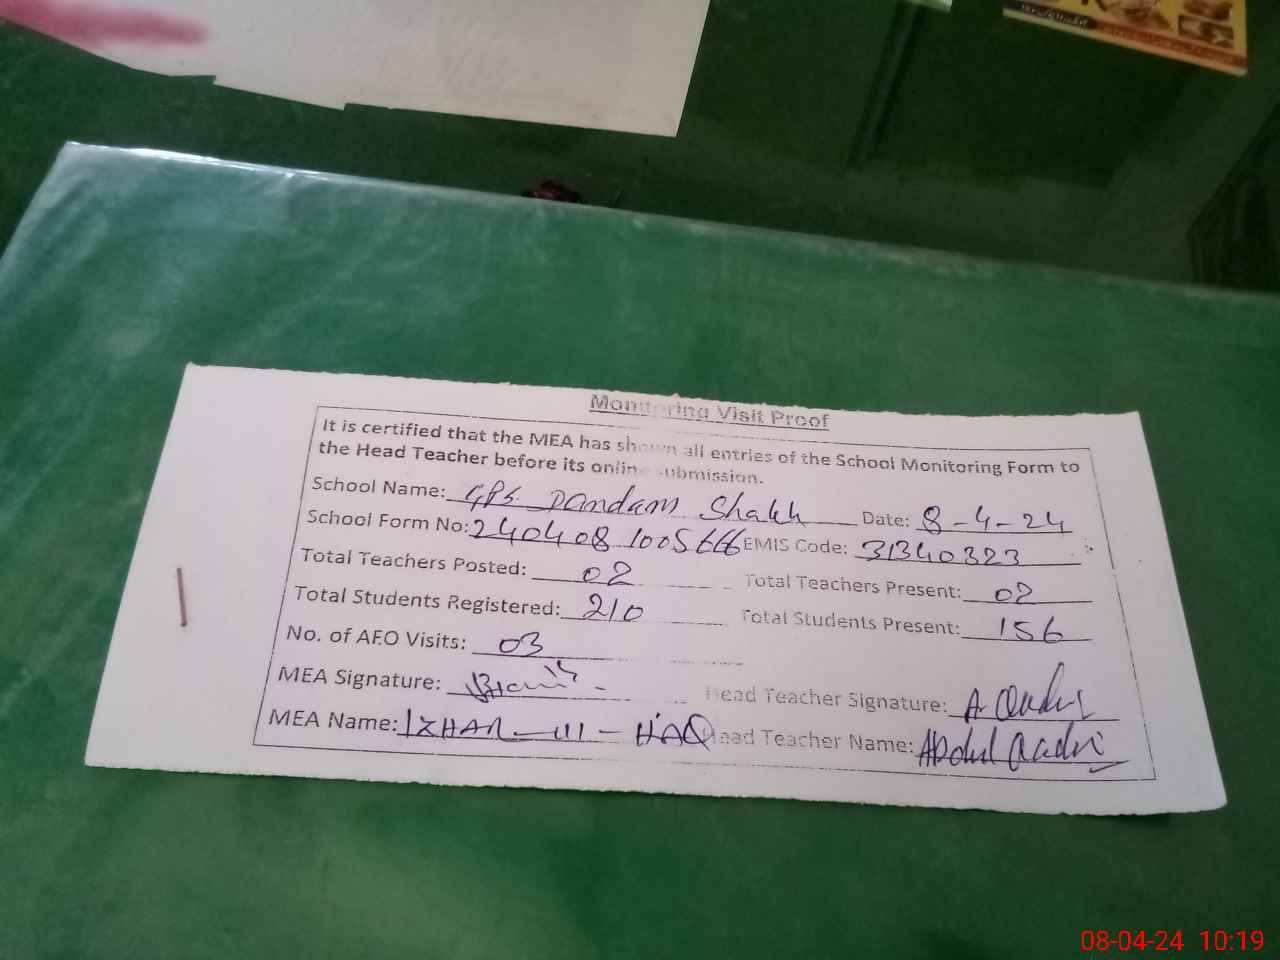 Monitoring Visit Proof
It is certified that the MEA has shown all entries of the School Monitoring Form to
the Head Teacher before its online submission.
School Name: GPS Dandam Shakh Date: 8-4-24
School Form No: 2404081005666 EMIS Code: 31340323
Total Teachers Posted: 02 Total Teachers Present: 02
Total Students Registered: 210 Total Students Present: 156
No. of AFO Visits: 03
MEA Signature: Head Teacher Signature: A Qadri
MEA Name: IZHAR-UL-HAQ Head Teacher Name: Abdul Qadri
08-04-24 10:19